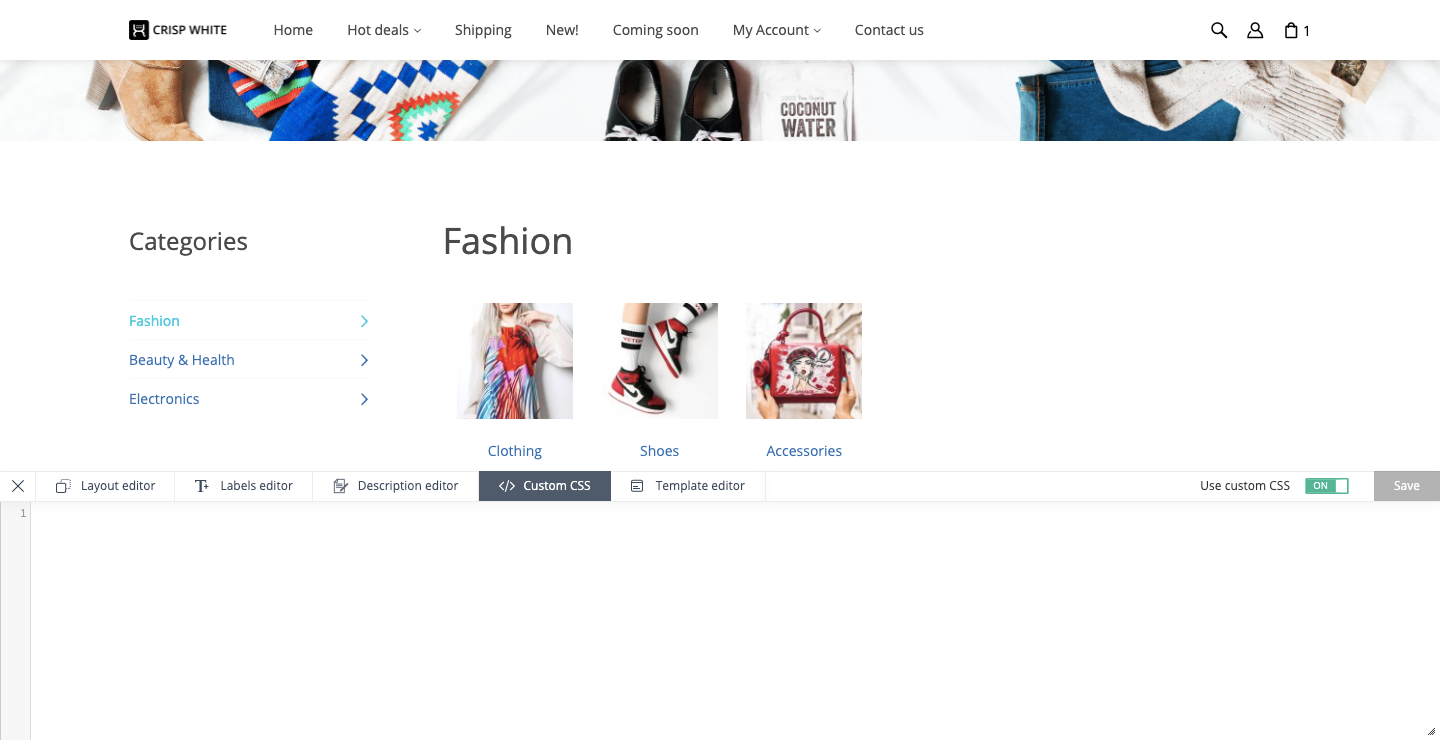 CRISP WHITE
Home Hot deals Shipping New! Coming soon My Account Contact us
1
COCONUT
WATER
Categories
Fashion
Fashion
Beauty & Health
Electronics
Clothing Shoes Accessories
Layout editor Labels editor Description editor Custom CSS Template editor
Use custom CSS ON Save
1